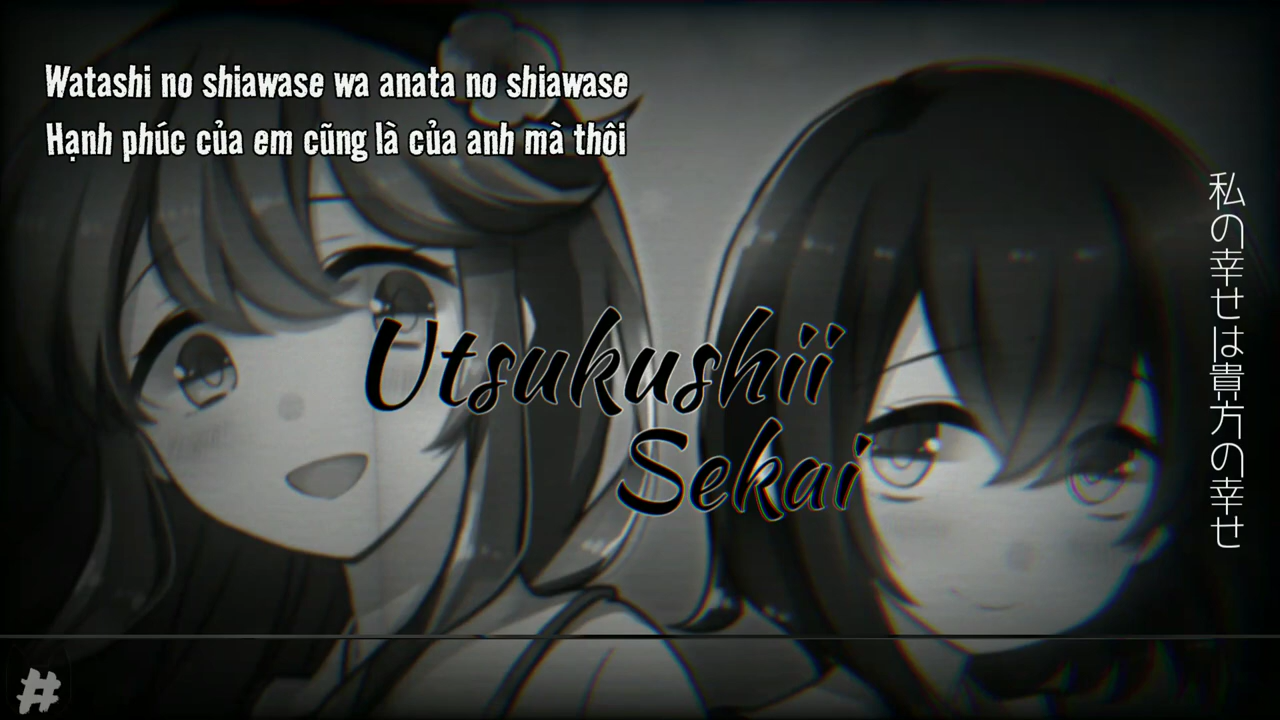 Watashi no shiawase wa anata no shiawase
Hạnh phúc của em cũng là của anh mà thôi
Utsukushii
Sekai
私の幸せは貴方の幸せ
#